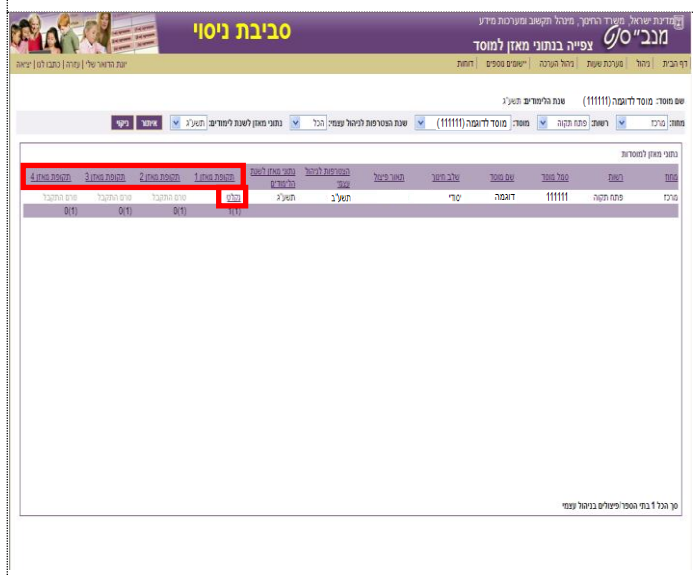 מדינת ישראל, משרד החינוך, מינהל תקשוב ומערכות מידע
מנב"סנט
צפייה בנתוני מאזן למוסד
סביבת ניסוי
דף הבית | ניהול | מערכת שעות | ניהול הערכה | יישומים נוספים | דוחות
יציאה | כתבו לנו | עזרה | תיבת הדואר שלי
שם מוסד: מוסד לדוגמה (111111) שנת הלימודים: תשע"ג
מחוז: מרכז רשות: פתח תקוה מוסד: מוסד לדוגמה (111111) שנת הצטרפות לניהול עצמי: הכל נתוני מאזן לשנת לימודים: תשע"ג איתור ניקוי
נתוני מאזן למוסדות
מחוז רשות סמל מוסד שם מוסד שלב חינוך תאור פיצול הצטרפות לניהול עצמי נתוני מאזן לשנת הלימודים תקופת מאזן 1 תקופת מאזן 2 תקופת מאזן 3 תקופת מאזן 4
מרכז פתח תקוה 111111 דוגמה יסודי תשע"ב תשע"ג נקלט טרם התקבל טרם התקבל טרם התקבל
1(1) 0(1) 0(1) 0(1)
סך הכל 1 בתי הספר/פיצולים בניהול עצמי